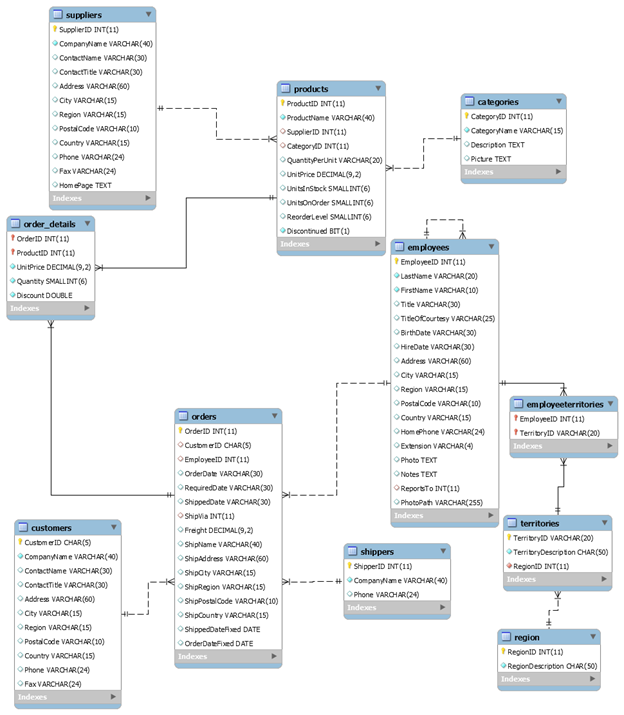 suppliers
SupplierID INT(11)
CompanyName VARCHAR(40)
ContactName VARCHAR(30)
ContactTitle VARCHAR(30)
Address VARCHAR(60)
City VARCHAR(15)
Region VARCHAR(15)
PostalCode VARCHAR(10)
Country VARCHAR(15)
Phone VARCHAR(24)
Fax VARCHAR(24)
HomePage TEXT
Indexes
products
ProductID INT(11)
ProductName VARCHAR(40)
SupplierID INT(11)
CategoryID INT(11)
QuantityPerUnit VARCHAR(20)
UnitPrice DECIMAL(9,2)
UnitsInStock SMALLINT(6)
UnitsOnOrder SMALLINT(6)
ReorderLevel SMALLINT(6)
Discontinued BIT(1)
Indexes
categories
CategoryID INT(11)
CategoryName VARCHAR(15)
Description TEXT
Picture TEXT
Indexes
order_details
OrderID INT(11)
ProductID INT(11)
UnitPrice DECIMAL(9,2)
Quantity SMALLINT(6)
Discount DOUBLE
Indexes
employees
EmployeeID INT(11)
LastName VARCHAR(20)
FirstName VARCHAR(10)
Title VARCHAR(30)
TitleOfCourtesy VARCHAR(25)
BirthDate VARCHAR(30)
HireDate VARCHAR(30)
Address VARCHAR(60)
City VARCHAR(15)
Region VARCHAR(15)
PostalCode VARCHAR(10)
Country VARCHAR(15)
HomePhone VARCHAR(24)
Extension VARCHAR(4)
Photo TEXT
Notes TEXT
ReportsTo INT(11)
PhotoPath VARCHAR(255)
Indexes
employeeterritories
EmployeeID INT(11)
TerritoryID VARCHAR(20)
Indexes
orders
OrderID INT(11)
CustomerID CHAR(5)
EmployeeID INT(11)
OrderDate VARCHAR(30)
RequiredDate VARCHAR(30)
ShippedDate VARCHAR(30)
ShipVia INT(11)
Freight DECIMAL(9,2)
ShipName VARCHAR(40)
ShipAddress VARCHAR(60)
ShipCity VARCHAR(15)
ShipRegion VARCHAR(15)
ShipPostalCode VARCHAR(10)
ShipCountry VARCHAR(15)
ShippedDateFixed DATE
OrderDateFixed DATE
Indexes
customers
CustomerID CHAR(5)
CompanyName VARCHAR(40)
ContactName VARCHAR(30)
ContactTitle VARCHAR(30)
Address VARCHAR(60)
City VARCHAR(15)
Region VARCHAR(15)
PostalCode VARCHAR(10)
Country VARCHAR(15)
Phone VARCHAR(24)
Fax VARCHAR(24)
Indexes
shippers
ShipperID INT(11)
CompanyName VARCHAR(40)
Phone VARCHAR(24)
Indexes
territories
TerritoryID VARCHAR(20)
TerritoryDescription CHAR(50)
RegionID INT(11)
Indexes
region
RegionID INT(11)
RegionDescription CHAR(50)
Indexes